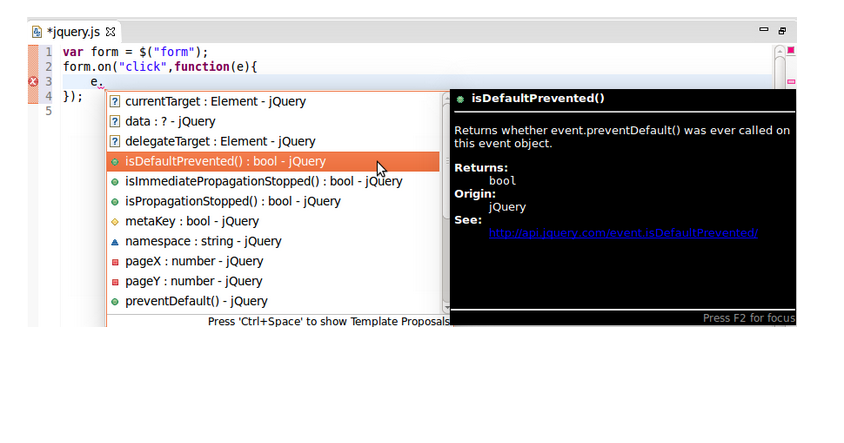 *jquery.js
1 var form = $("form");
2 form.on("click",function(e){
3 e.
4 });
5
currentTarget : Element - jQuery
data : ? - jQuery
delegateTarget : Element - jQuery
isDefaultPrevented() : bool - jQuery
isImmediatePropagationStopped() : bool - jQuery
isPropagationStopped() : bool - jQuery
metaKey : bool - jQuery
namespace : string - jQuery
pageX : number - jQuery
pageY : number - jQuery
preventDefault() - jQuery
Press 'Ctrl+Space' to show Template Proposals
isDefaultPrevented()
Returns whether event.preventDefault() was ever called on
this event object.
Returns:
bool
Origin:
jQuery
See:
http://api.jquery.com/event.isDefaultPrevented/
Press F2 for focus